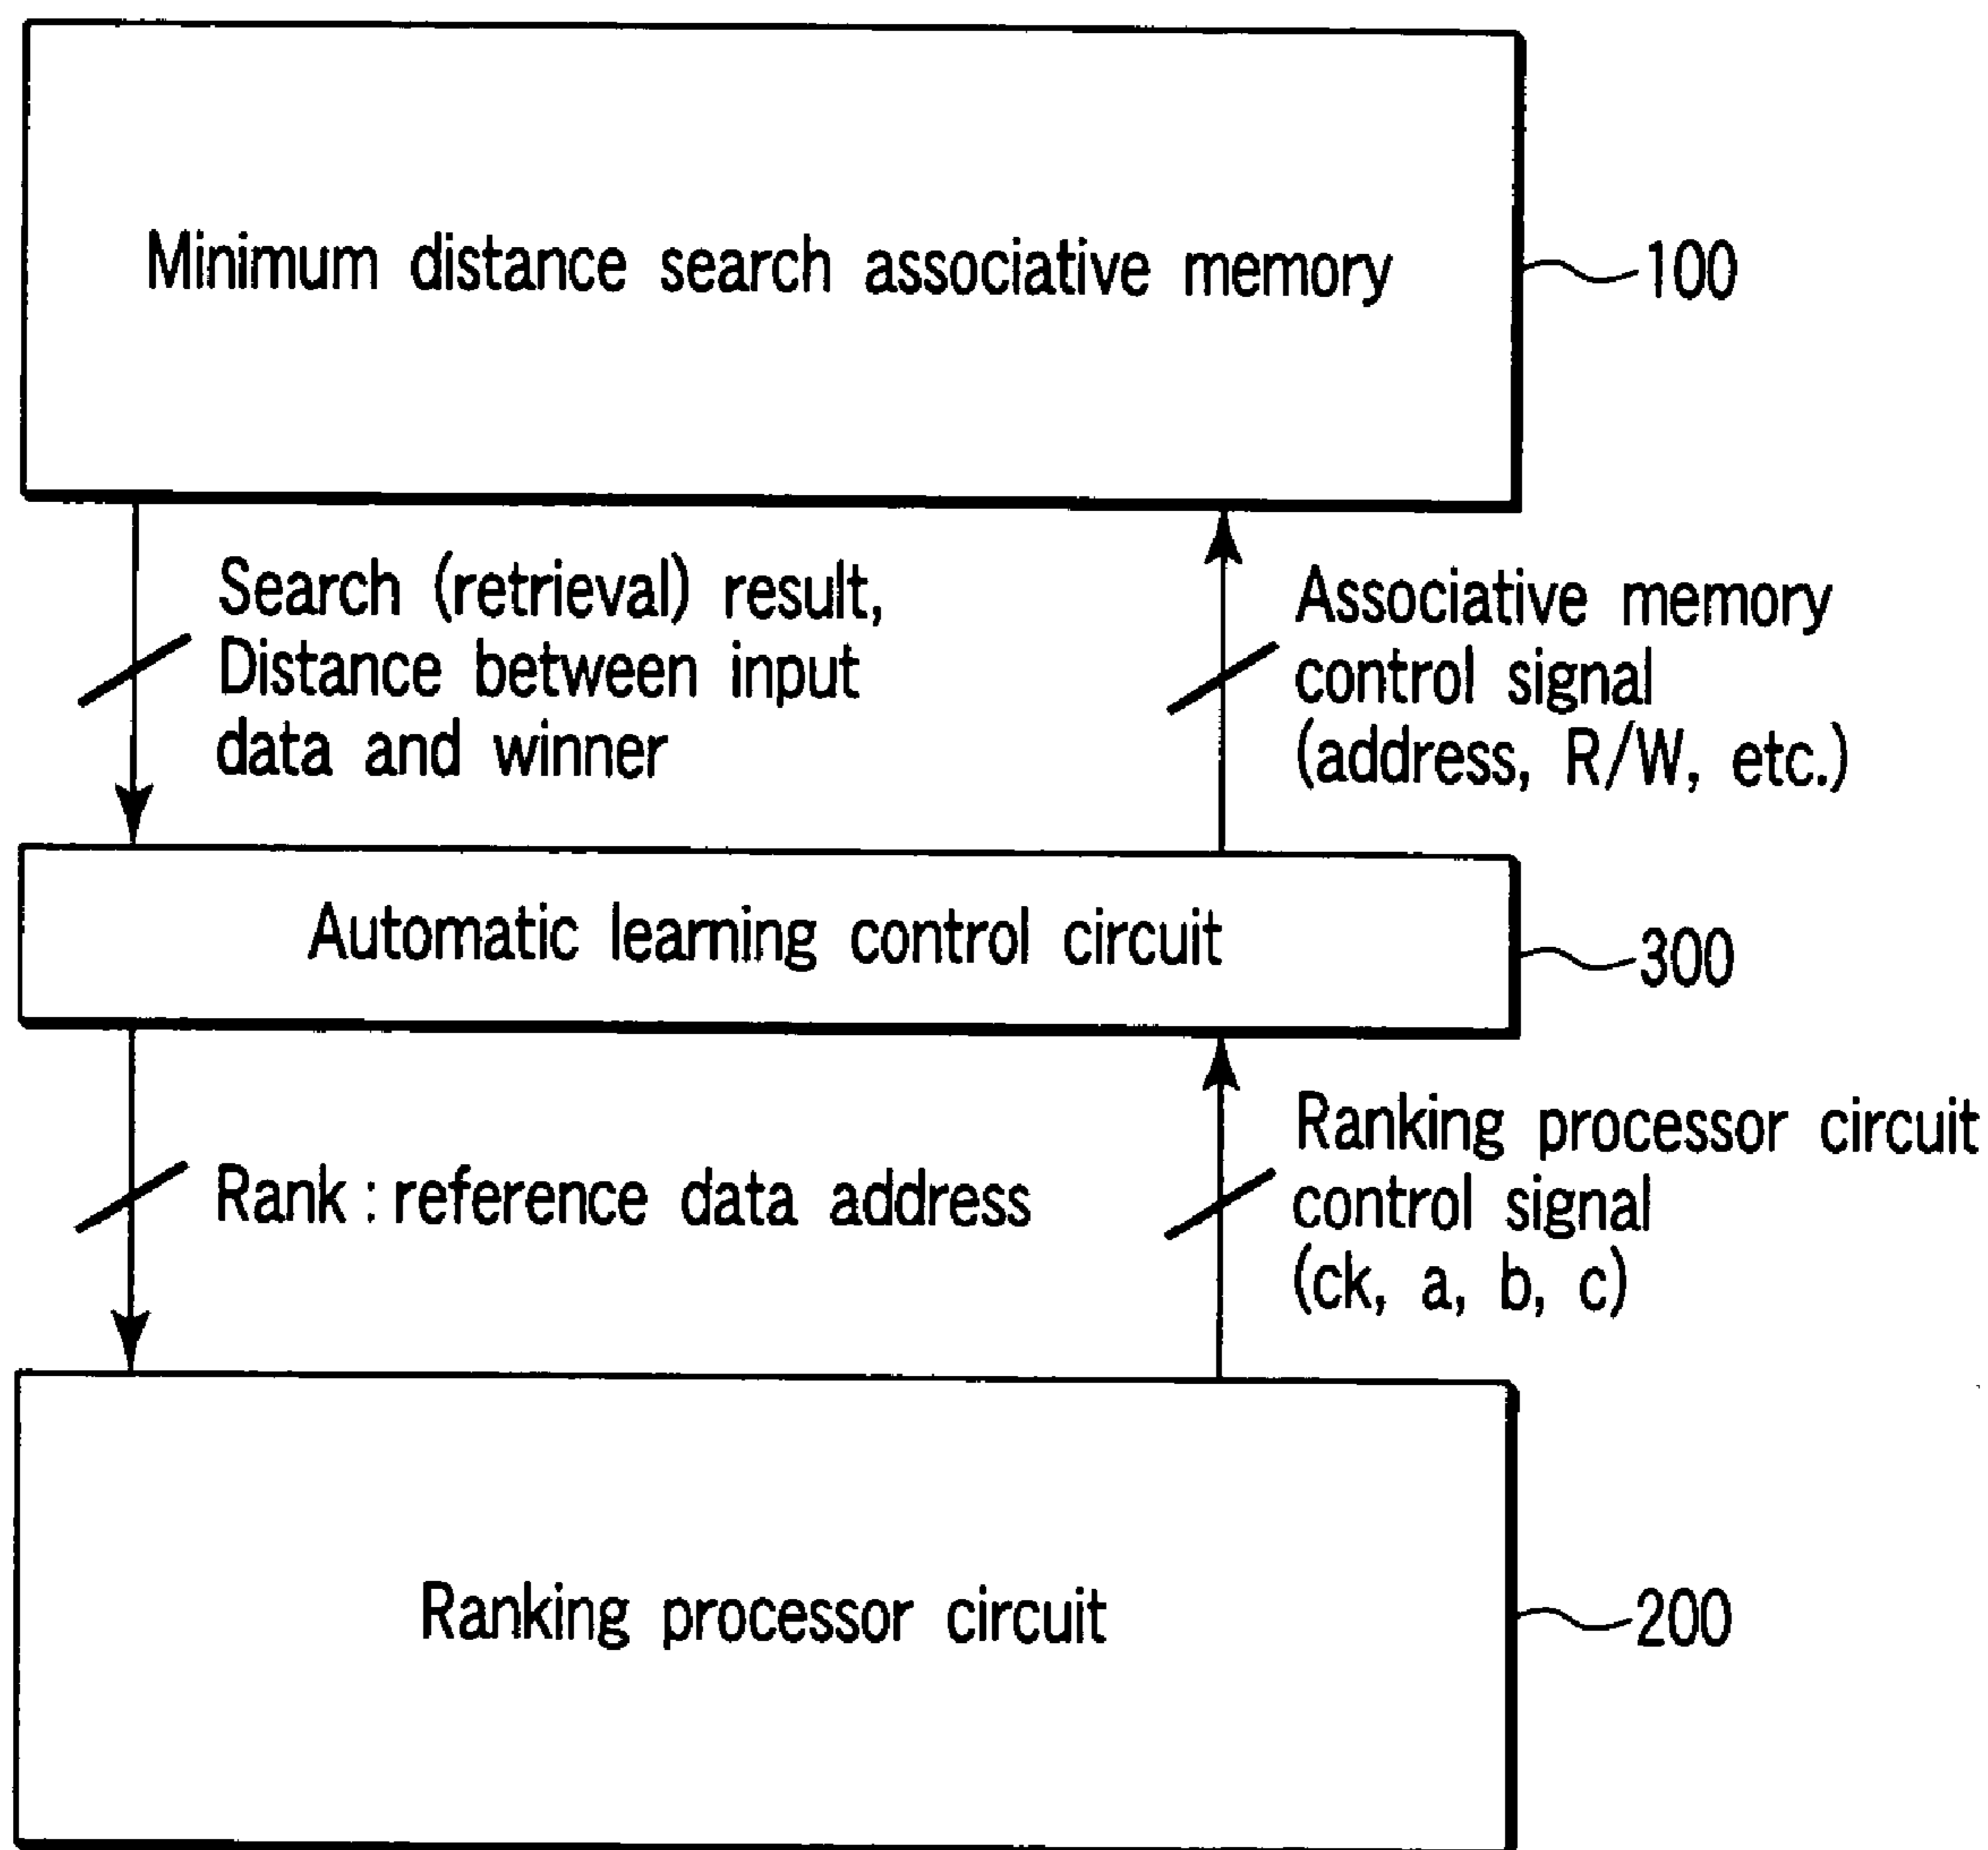 Minimum distance search associative memory
100
Search (retrieval) result,
Distance between input
data and winner
Associative memory
control signal
(address, R/W, etc.)
Automatic learning control circuit
300
Rank : reference data address
Ranking processor circuit
control signal
(ck, a, b, c)
Ranking processor circuit
200